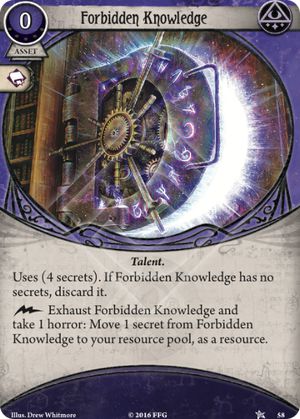 Forbidden Knowledge
0
ASSET
Talent.
Uses (4 secrets). If Forbidden Knowledge has no
secrets, discard it.
Exhaust Forbidden Knowledge and
take 1 horror: Move 1 secret from Forbidden
Knowledge to your resource pool, as a resource.
Illus. Drew Whitmore
© 2016 FFG
58